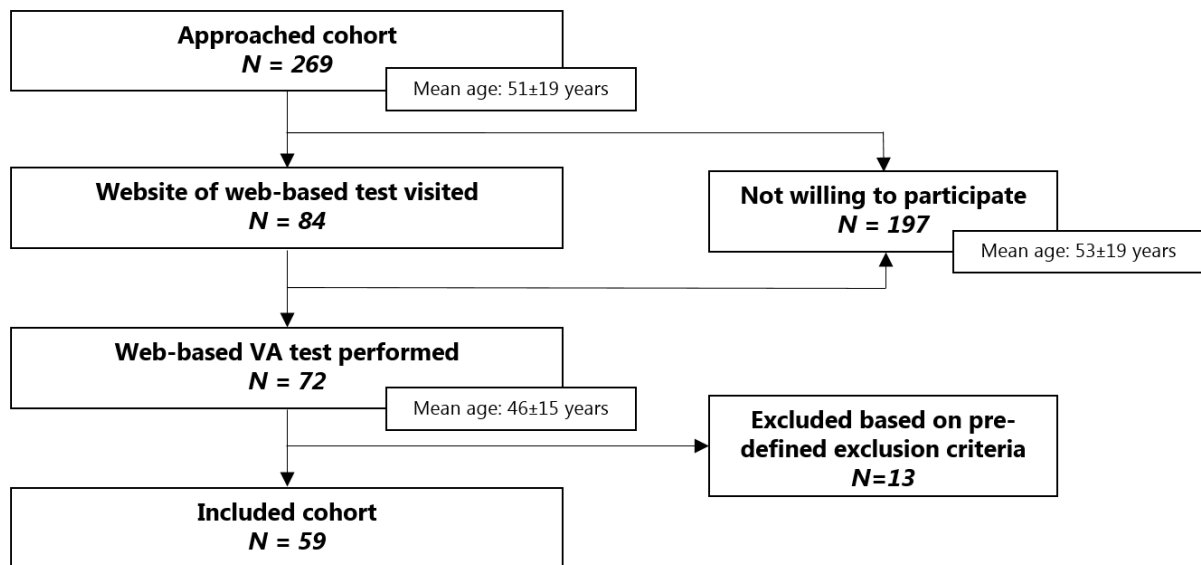 Approached cohort
N = 269
Mean age: 51±19 years
Website of web-based test visited
N = 84
Not willing to participate
N = 197
Mean age: 53±19 years
Web-based VA test performed
N = 72
Mean age: 46±15 years
Excluded based on pre-
defined exclusion criteria
N=13
Included cohort
N = 59